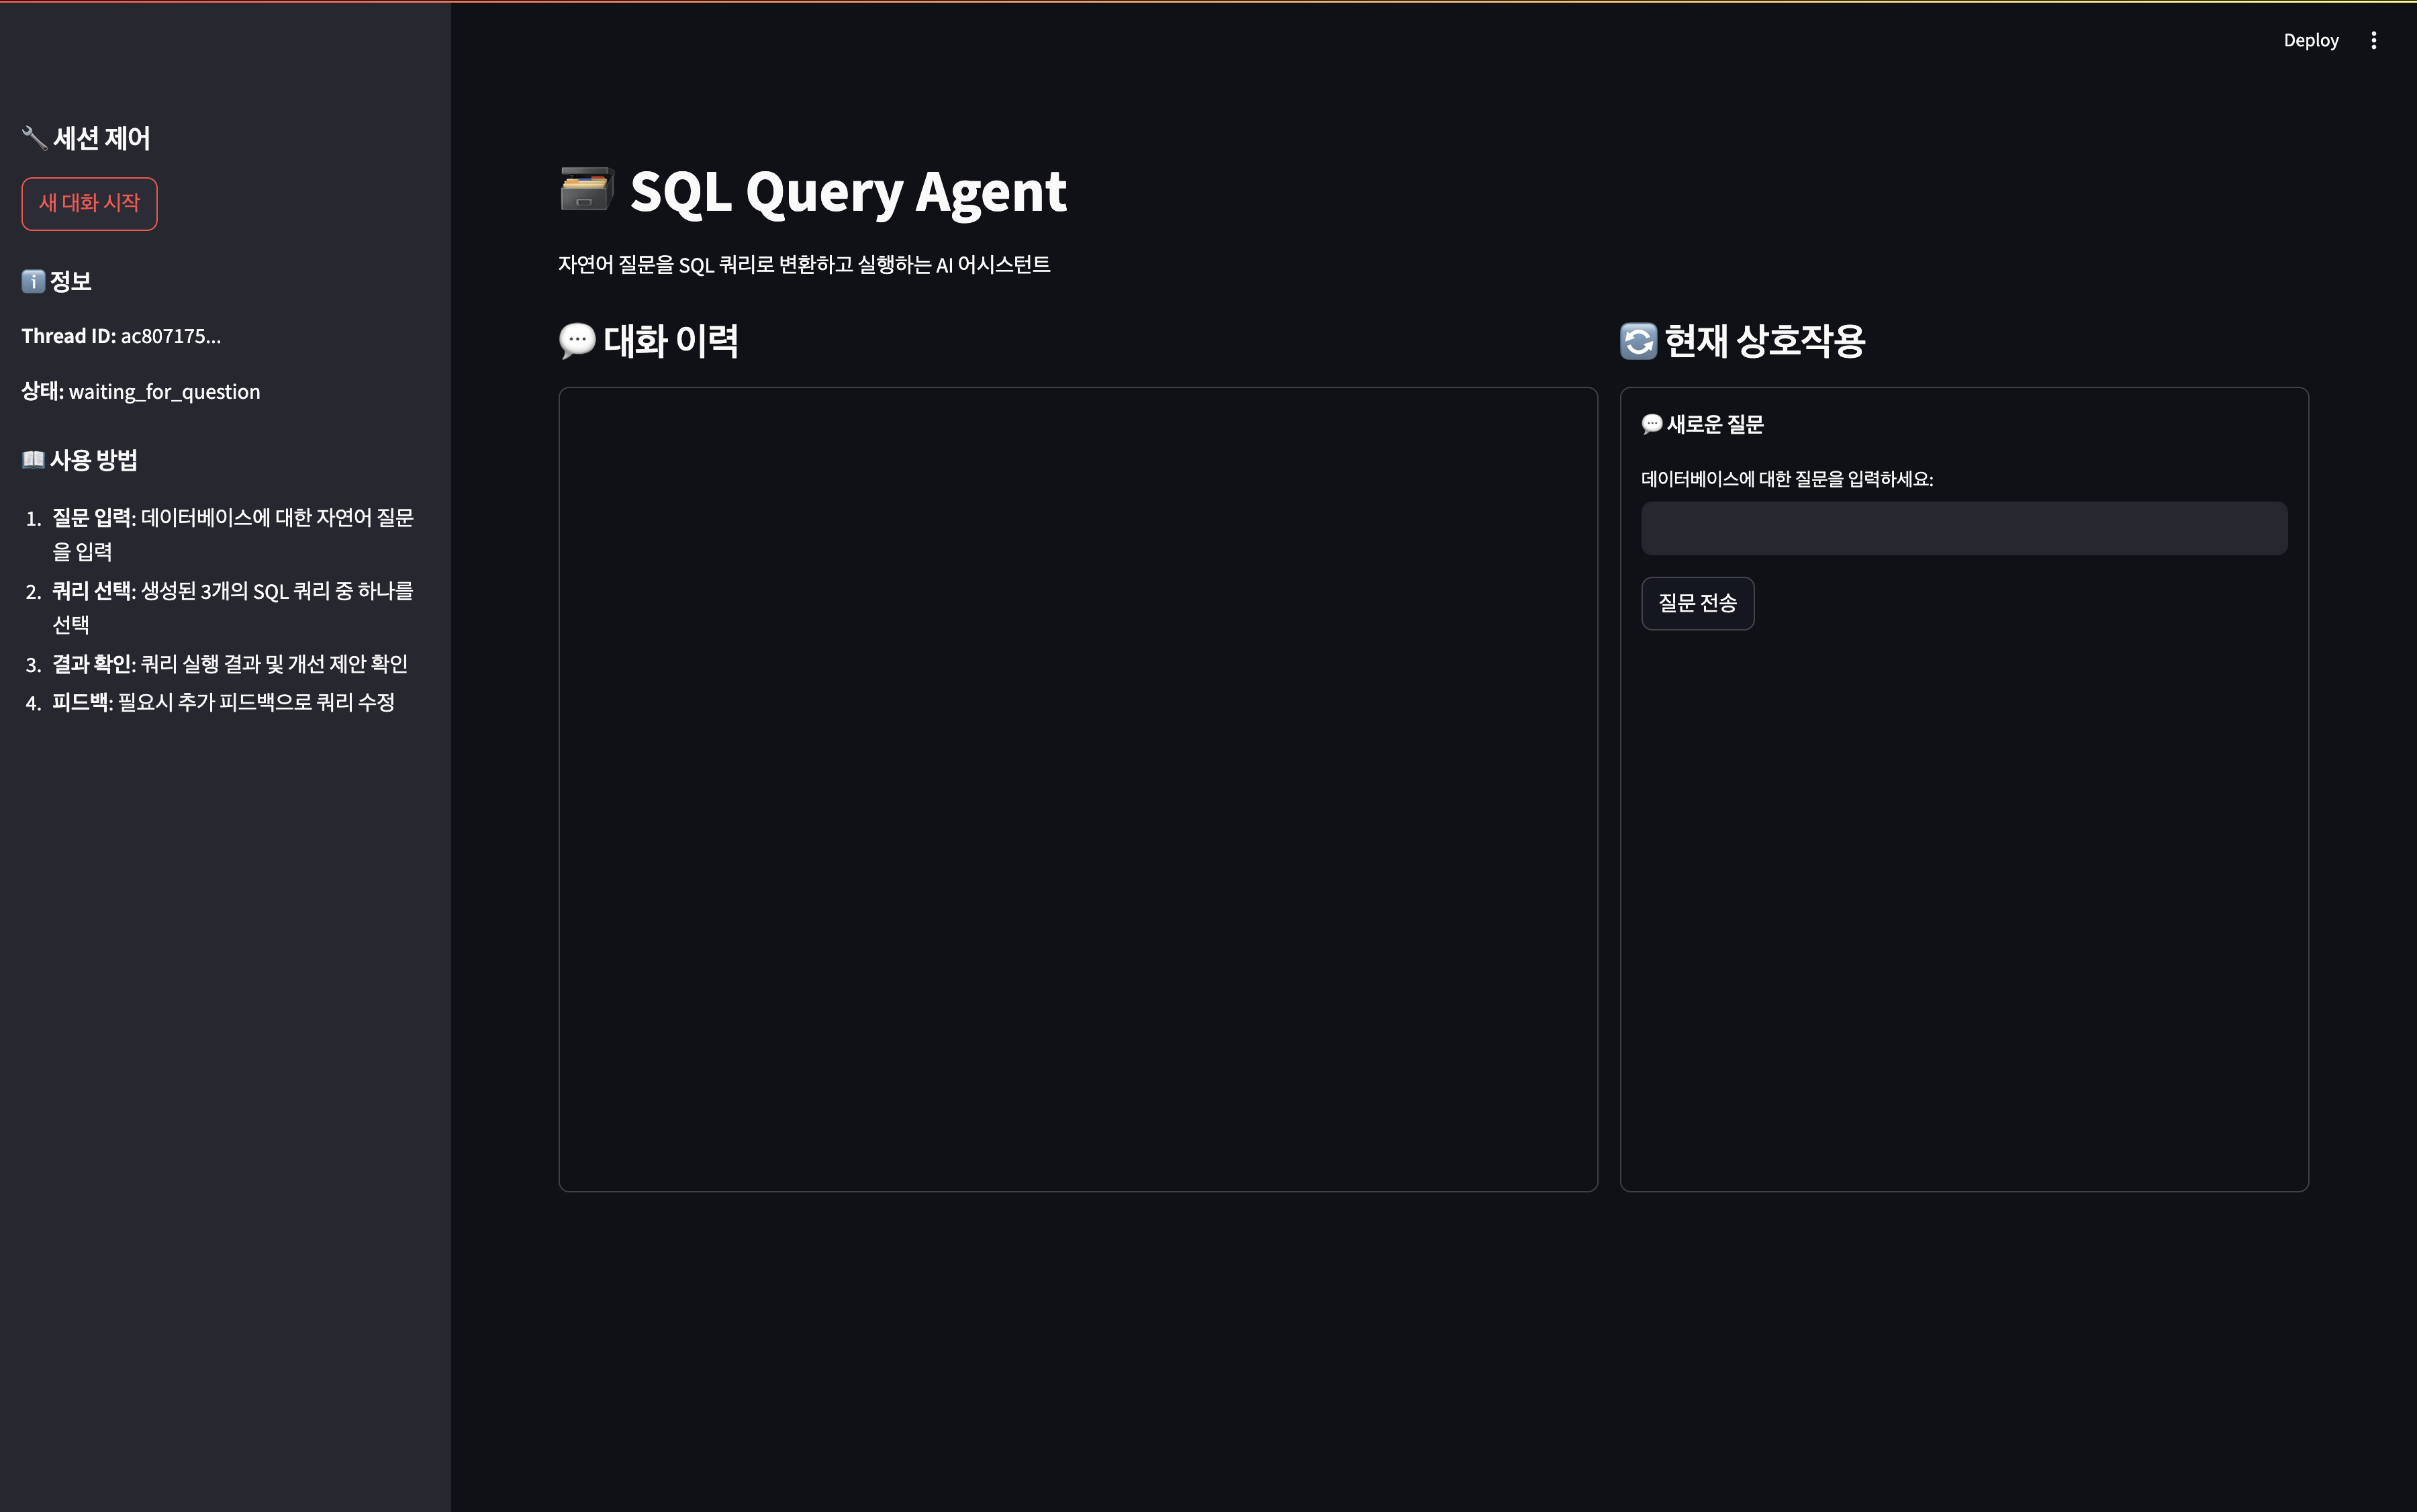 Deploy
🔧 세션 제어
새 대화 시작
ℹ️ 정보
Thread ID: ac807175...
상태: waiting_for_question
📖 사용 방법
1. 질문 입력: 데이터베이스에 대한 자연어 질문
을 입력
2. 쿼리 선택: 생성된 3개의 SQL 쿼리 중 하나를
선택
3. 결과 확인: 쿼리 실행 결과 및 개선 제안 확인
4. 피드백: 필요시 추가 피드백으로 쿼리 수정
🗃️ SQL Query Agent
자연어 질문을 SQL 쿼리로 변환하고 실행하는 AI 어시스턴트
💬 대화 이력
🔄 현재 상호작용
💬 새로운 질문
데이터베이스에 대한 질문을 입력하세요:
질문 전송